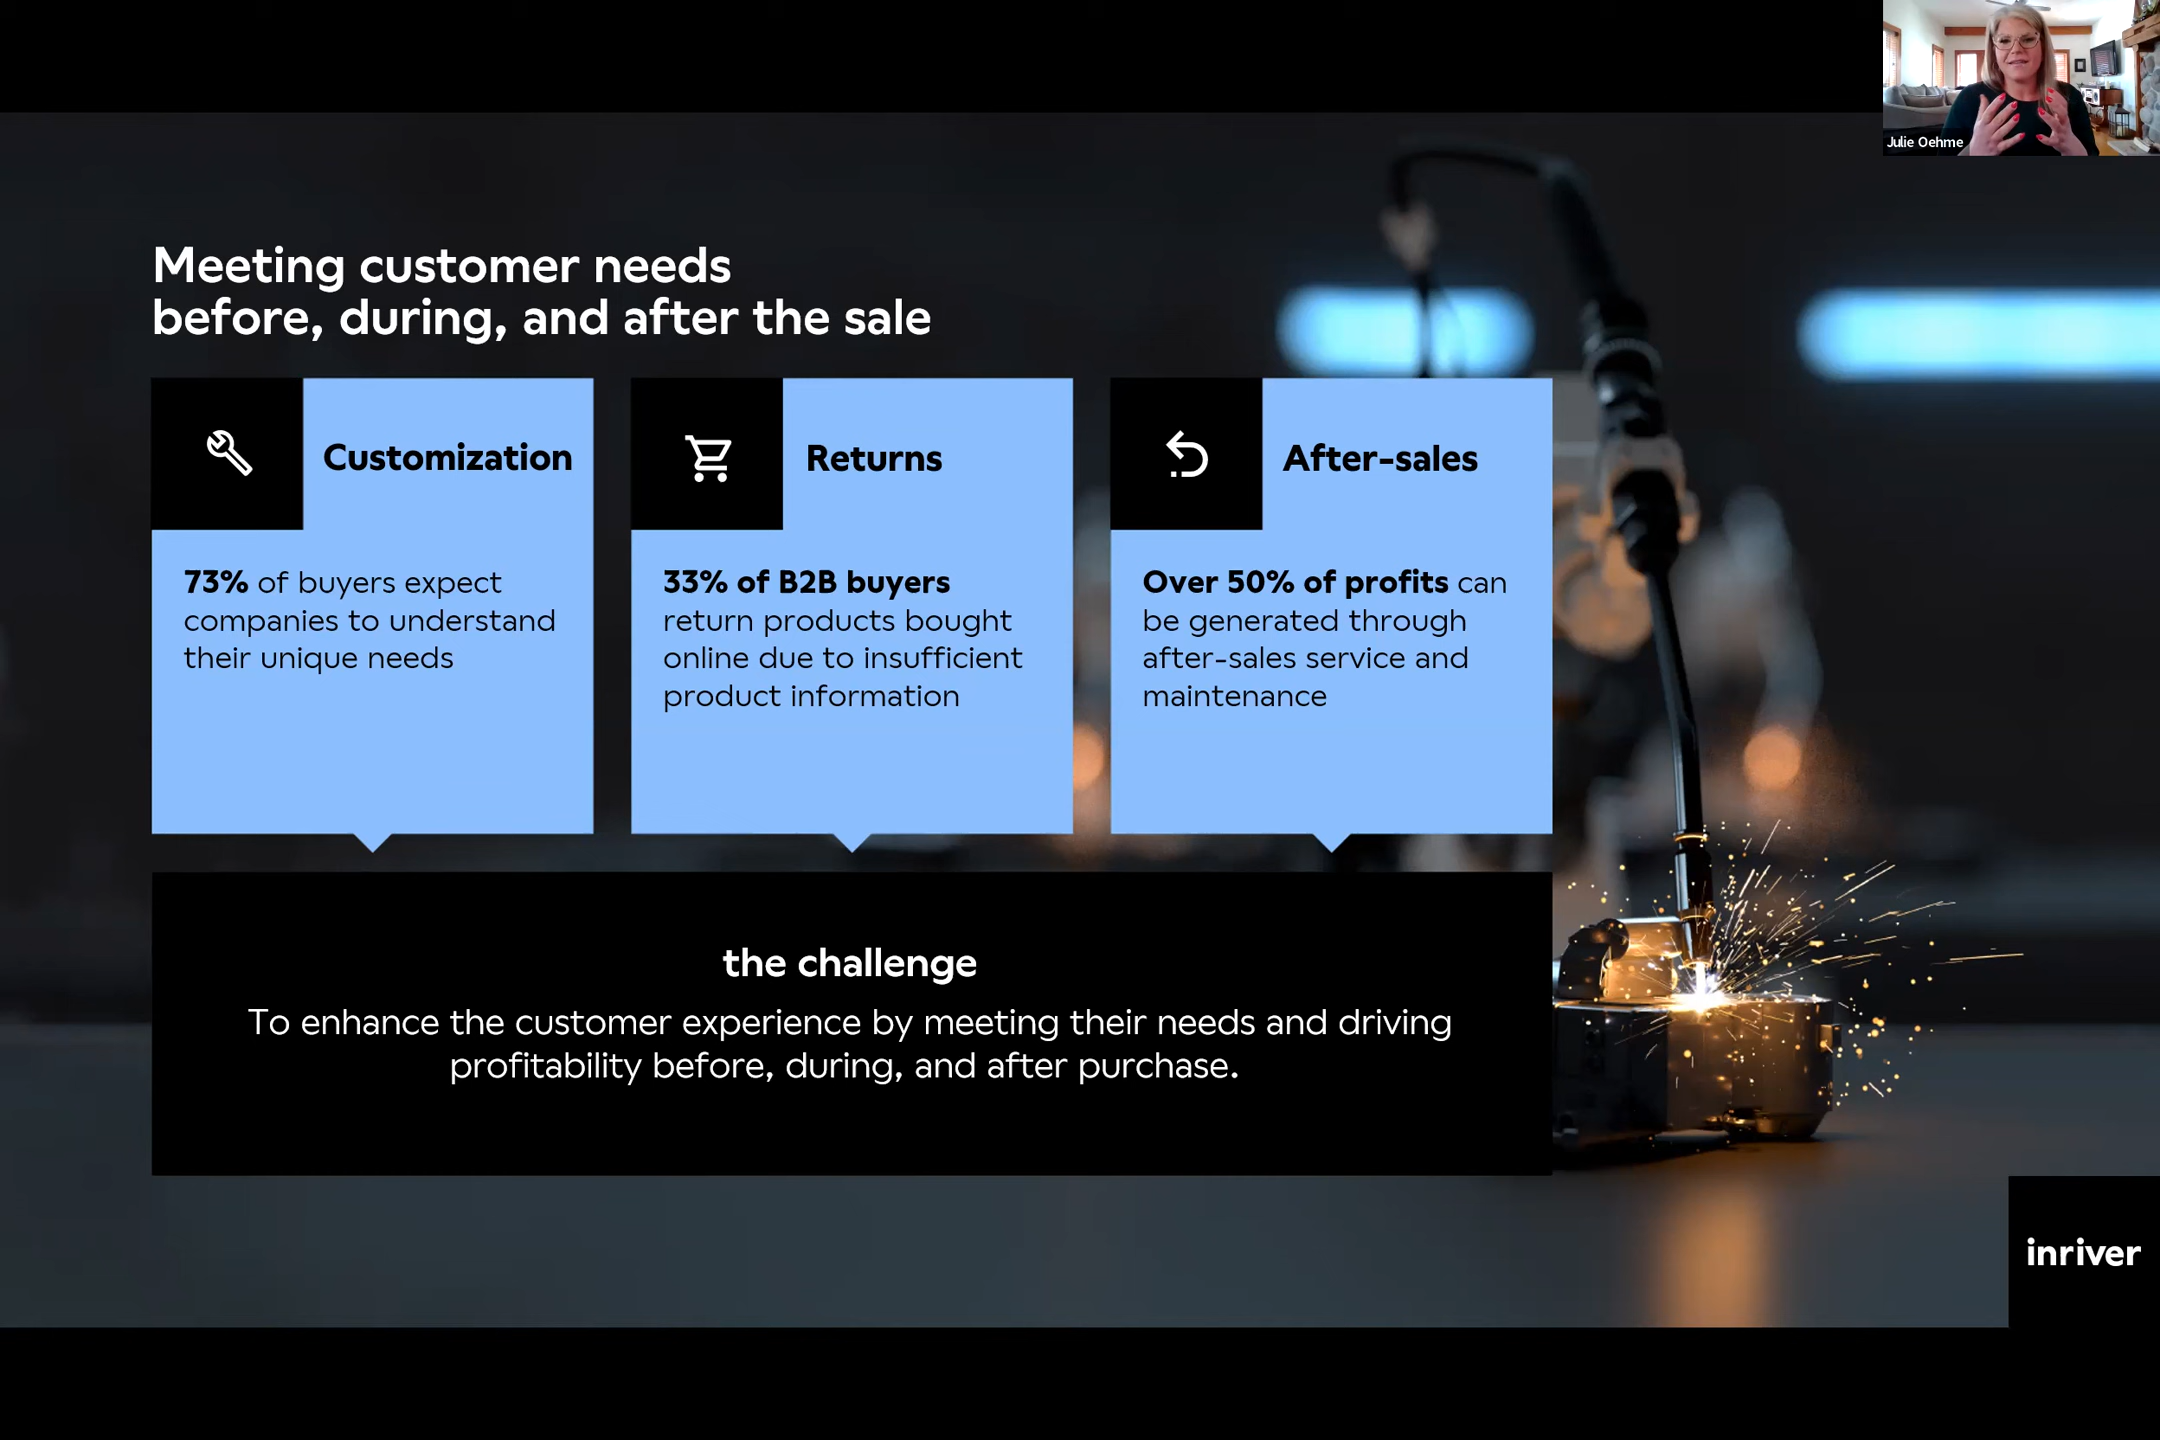 Julie Oehme
Meeting customer needs
before, during, and after the sale
Customization
73% of buyers expect
companies to understand
their unique needs
Returns
33% of B2B buyers
return products bought
online due to insufficient
product information
After-sales
Over 50% of profits can
be generated through
after-sales service and
maintenance
the challenge
To enhance the customer experience by meeting their needs and driving
profitability before, during, and after purchase.
inriver